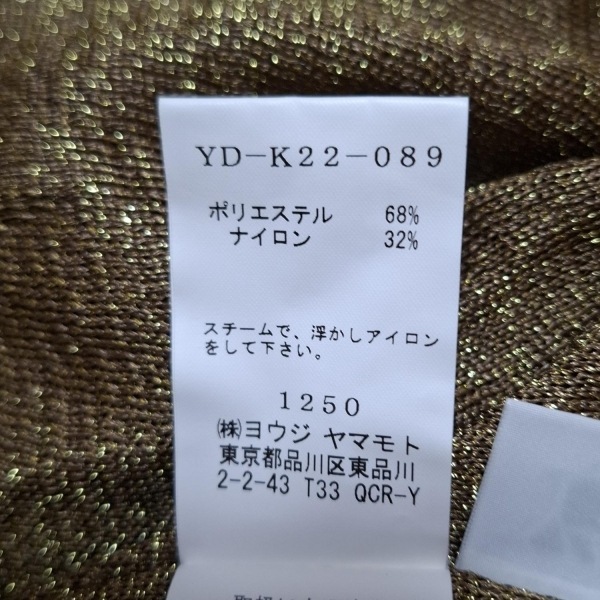 YD-K22-089
ポリエステル 68%
ナイロン 32%
スチームで、浮かしアイロン
をして下さい。
1250
㈱ヨウジ ヤマモト
東京都品川区東品川
2-2-43 T33 QCR-Y